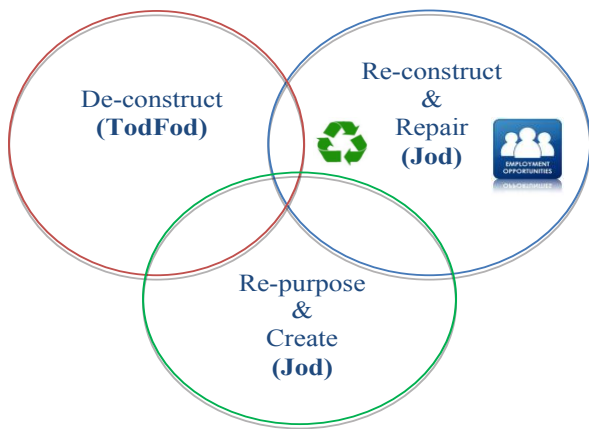 De-construct
(TodFod)
Re-construct
&
Repair
(Jod)
EMPLOYMENT
OPPORTUNITIES
Re-purpose
&
Create
(Jod)